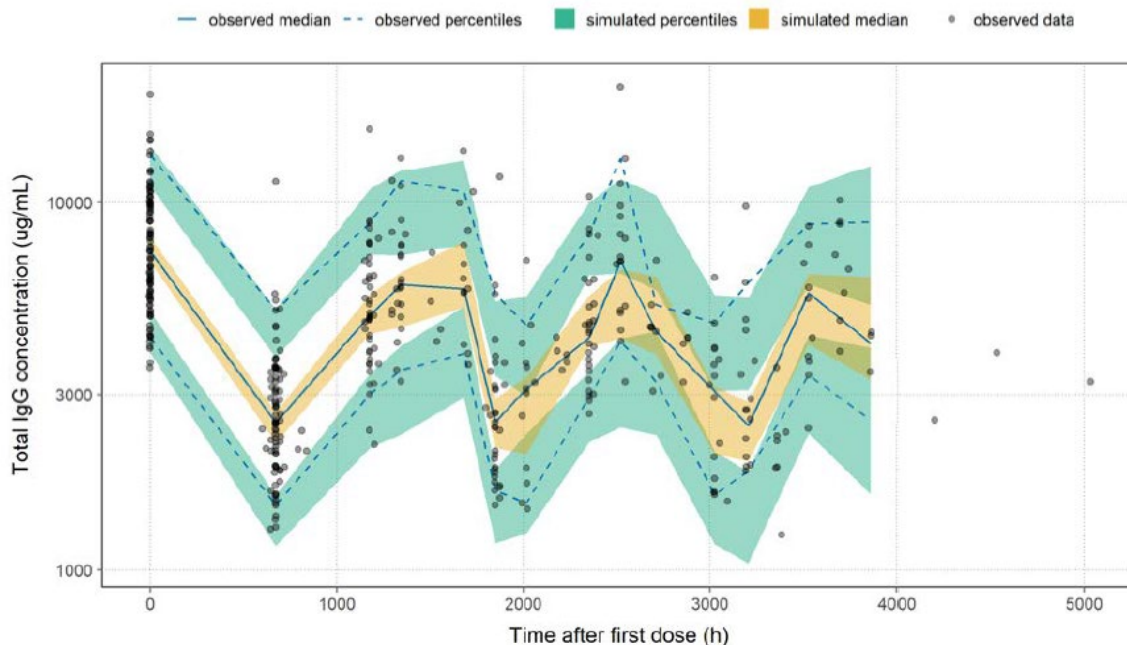 observed median observed percentiles simulated percentiles simulated median observed data
Total IgG concentration (ug/mL)
10000
3000
1000
0 1000 2000 3000 4000 5000
Time after first dose (h)